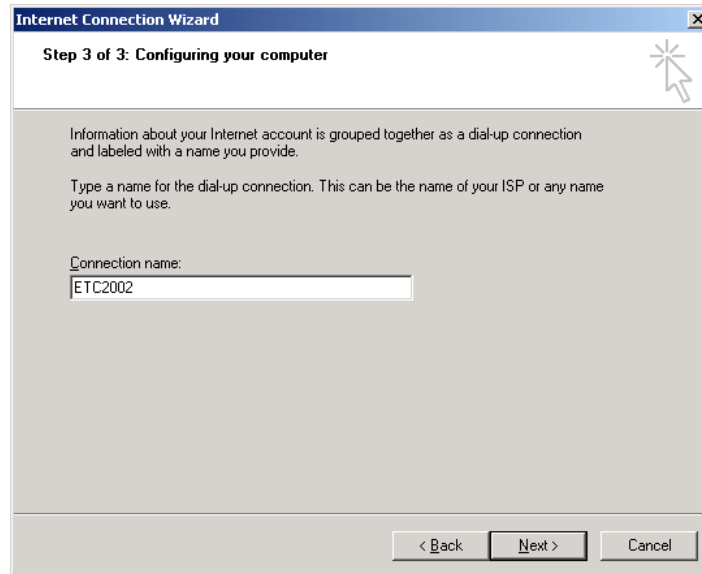 Internet Connection Wizard
Step 3 of 3: Configuring your computer
Information about your Internet account is grouped together as a dial-up connection
and labeled with a name you provide.
Type a name for the dial-up connection. This can be the name of your ISP or any name
you want to use.
Connection name:
ETC2002
< Back Next > Cancel